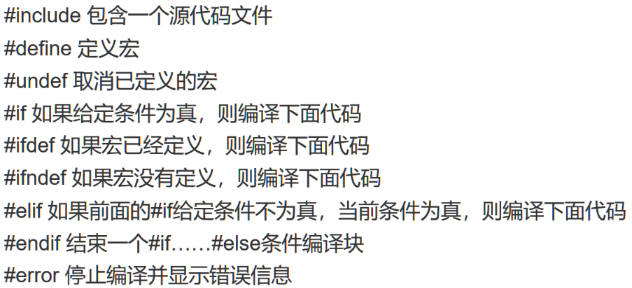 #include 包含一个源代码文件
#define 定义宏
#undef 取消已定义的宏
#if 如果给定条件为真，则编译下面代码
#ifdef 如果宏已经定义，则编译下面代码
#ifndef 如果宏没有定义，则编译下面代码
#elif 如果前面的#if给定条件不为真，当前条件为真，则编译下面代码
#endif 结束一个#if……#else条件编译块
#error 停止编译并显示错误信息